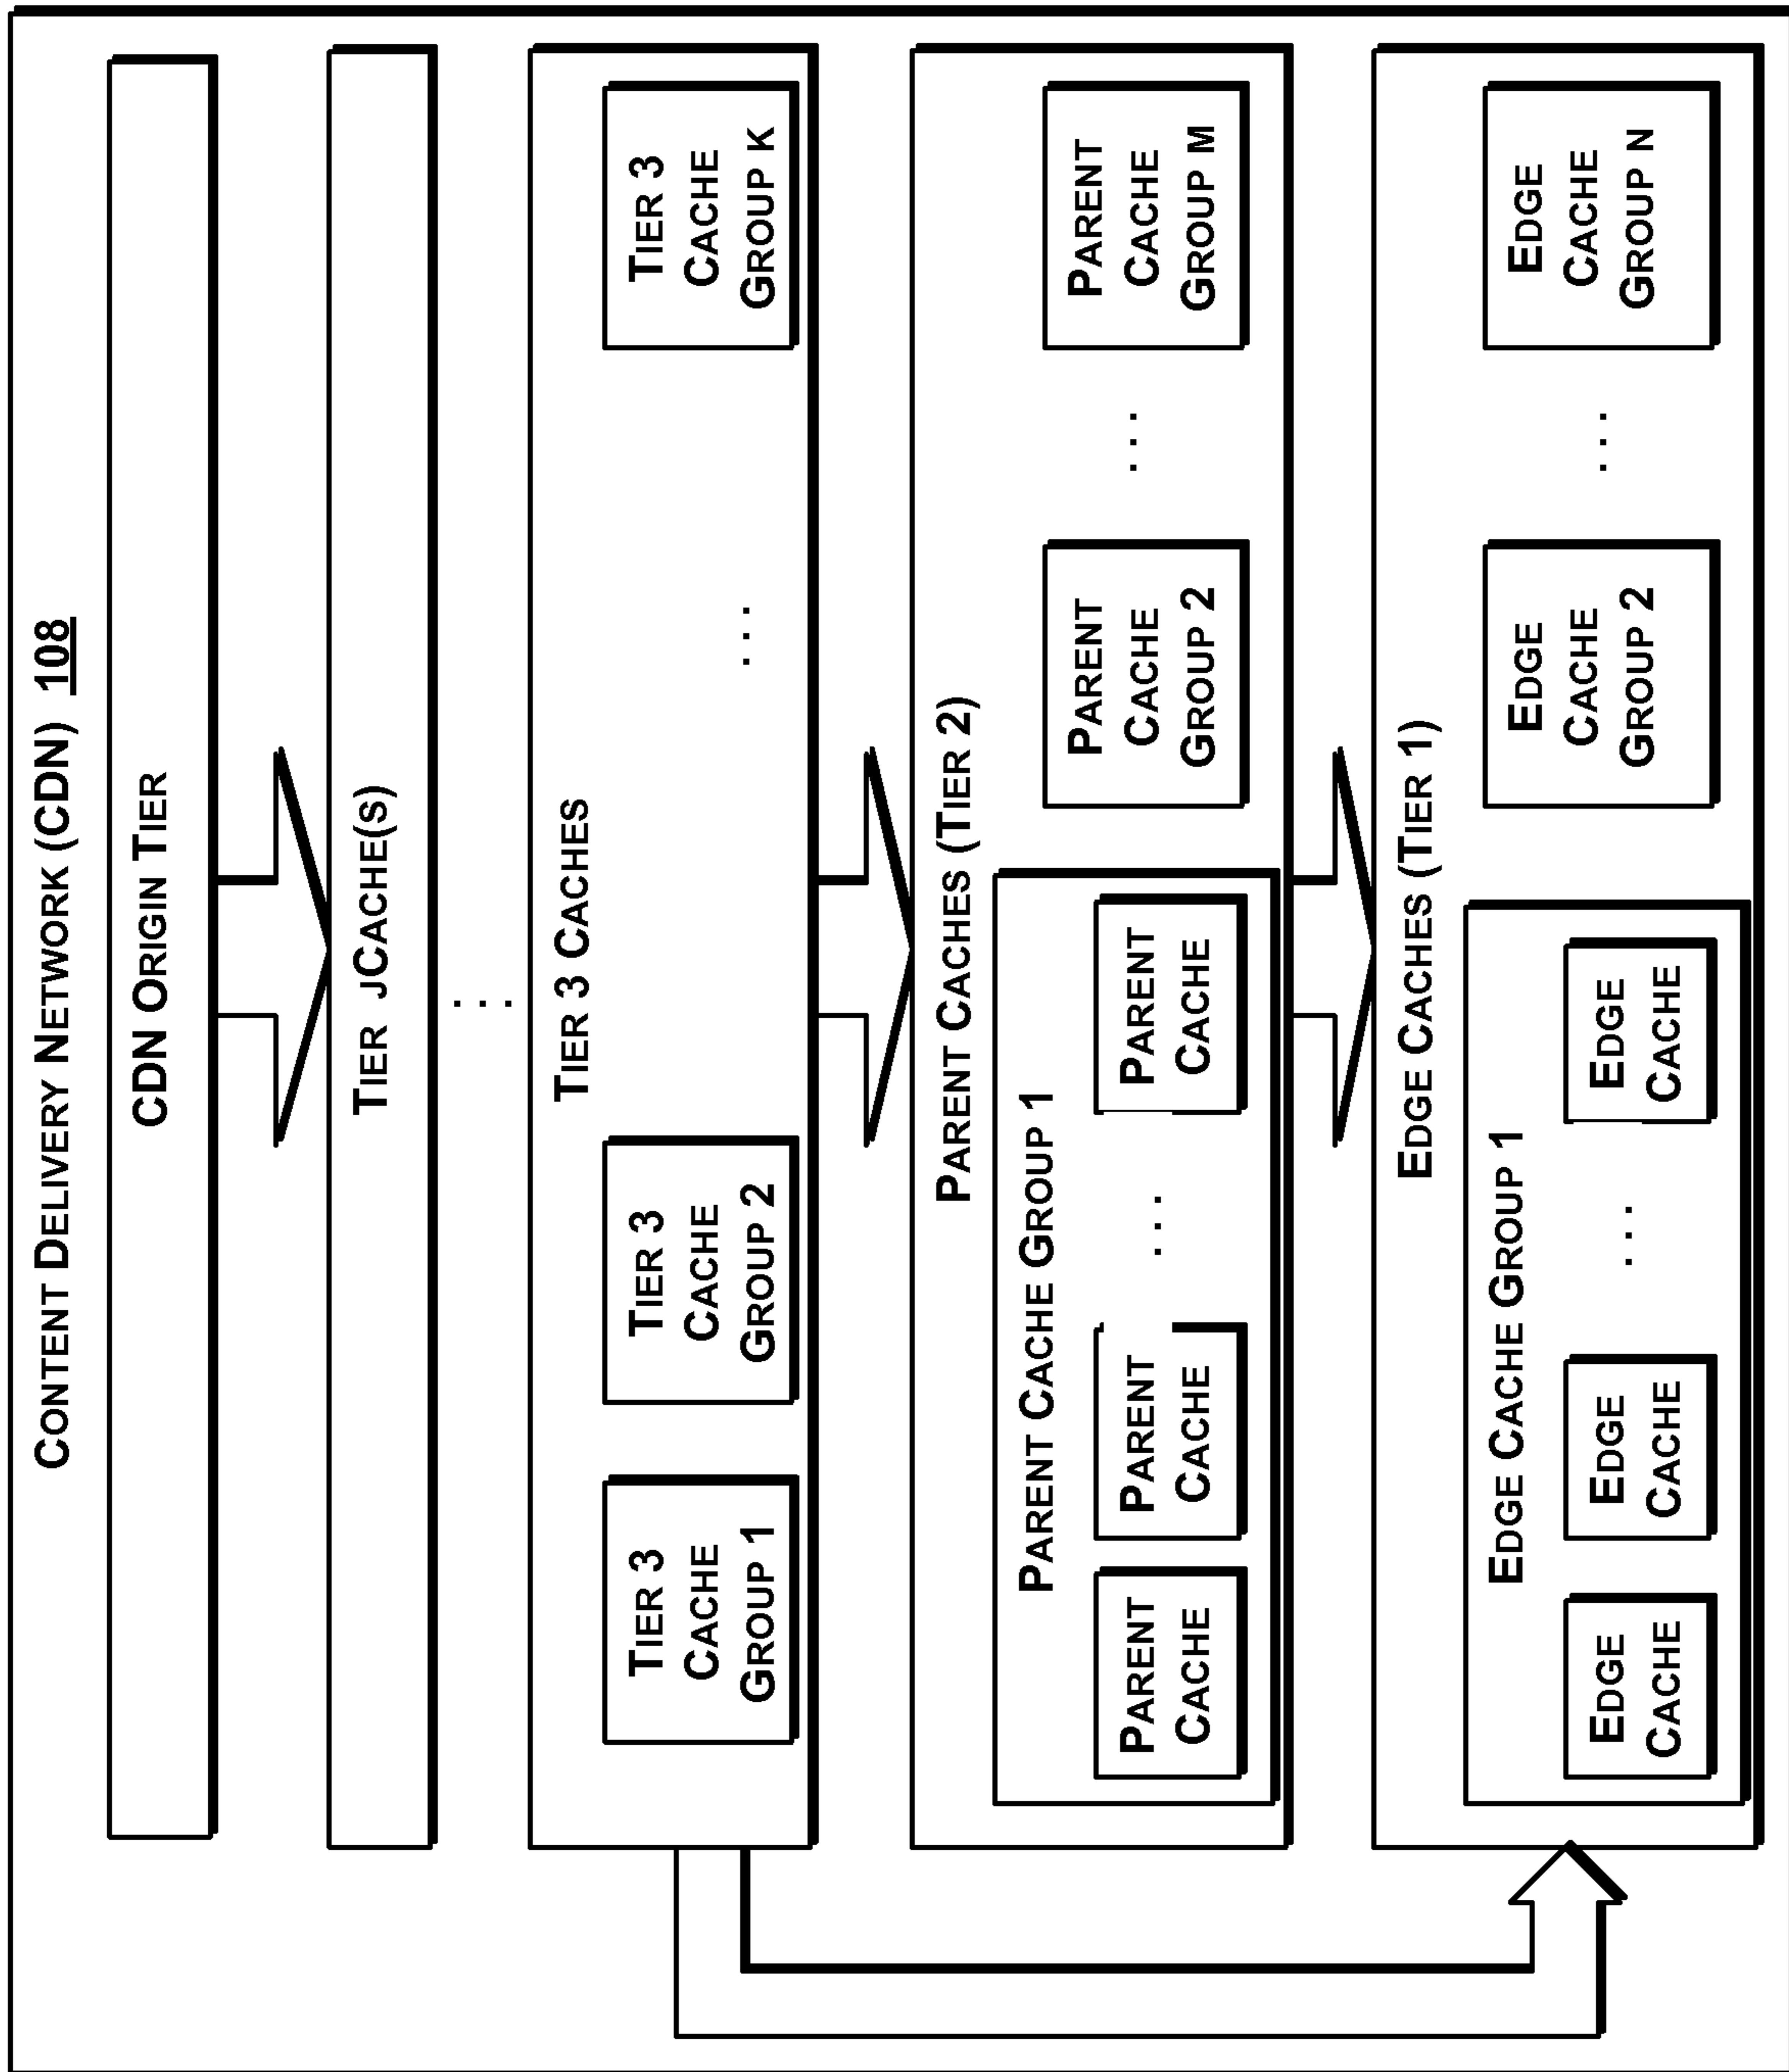 CONTENT DELIVERY NETWORK (CDN) 108
CDN ORIGIN TIER
TIER JCACHE(S)
...
TIER 3 CACHES
TIER 3
CACHE
GROUP 1
TIER 3
CACHE
GROUP 2
...
TIER 3
CACHE
GROUP K
PARENT CACHES (TIER 2)
PARENT CACHE GROUP 1
PARENT
CACHE
PARENT
CACHE
...
PARENT
CACHE
PARENT
CACHE
GROUP 2
...
PARENT
CACHE
GROUP M
EDGE CACHES (TIER 1)
EDGE CACHE GROUP 1
EDGE
CACHE
EDGE
CACHE
...
EDGE
CACHE
EDGE
CACHE
GROUP 2
...
EDGE
CACHE
GROUP N